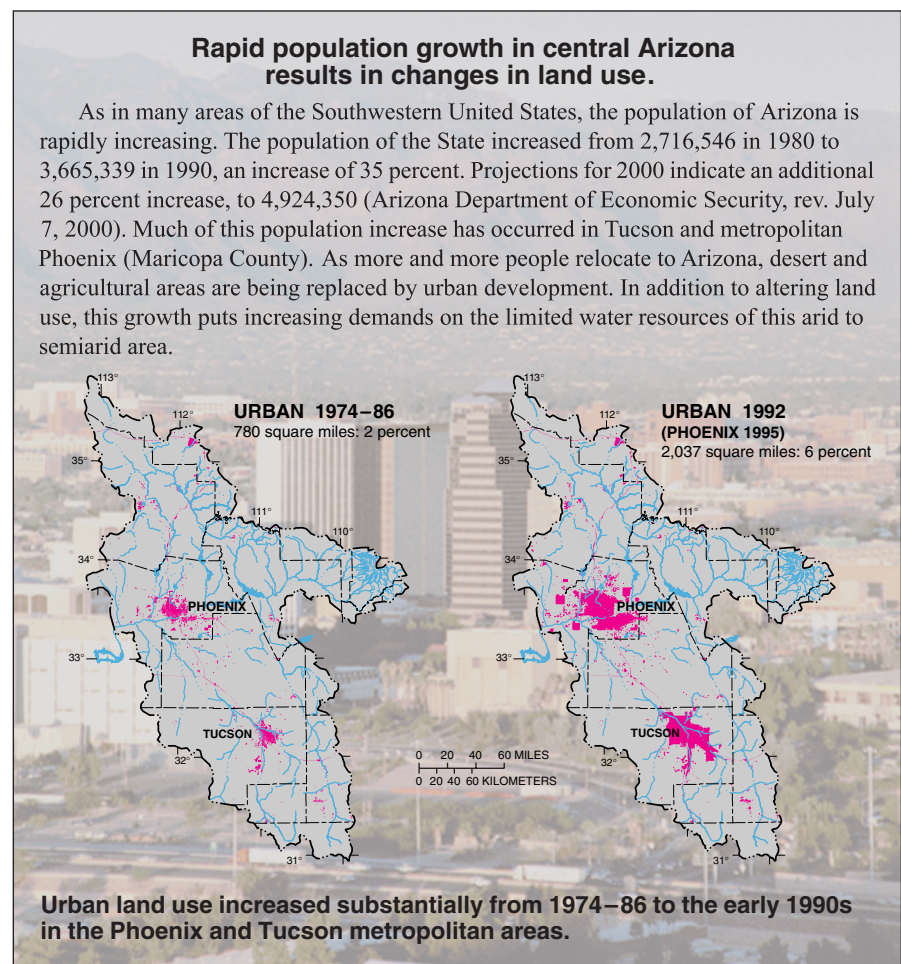 Rapid population growth in central Arizona
results in changes in land use.
As in many areas of the Southwestern United States, the population of Arizona is
rapidly increasing. The population of the State increased from 2,716,546 in 1980 to
3,665,339 in 1990, an increase of 35 percent. Projections for 2000 indicate an additional
26 percent increase, to 4,924,350 (Arizona Department of Economic Security, rev. July
7, 2000). Much of this population increase has occurred in Tucson and metropolitan
Phoenix (Maricopa County). As more and more people relocate to Arizona, desert and
agricultural areas are being replaced by urban development. In addition to altering land
use, this growth puts increasing demands on the limited water resources of this arid to
semiarid area.
113°
112°
URBAN 1974–86
780 square miles: 2 percent
35°
111°
110°
34°
PHOENIX
33°
TUCSON
32°
31°
113°
112°
URBAN 1992
(PHOENIX 1995)
2,037 square miles: 6 percent
35°
111°
110°
34°
PHOENIX
33°
TUCSON
32°
31°
0 20 40 60 MILES
0 20 40 60 KILOMETERS
Urban land use increased substantially from 1974–86 to the early 1990s
in the Phoenix and Tucson metropolitan areas.